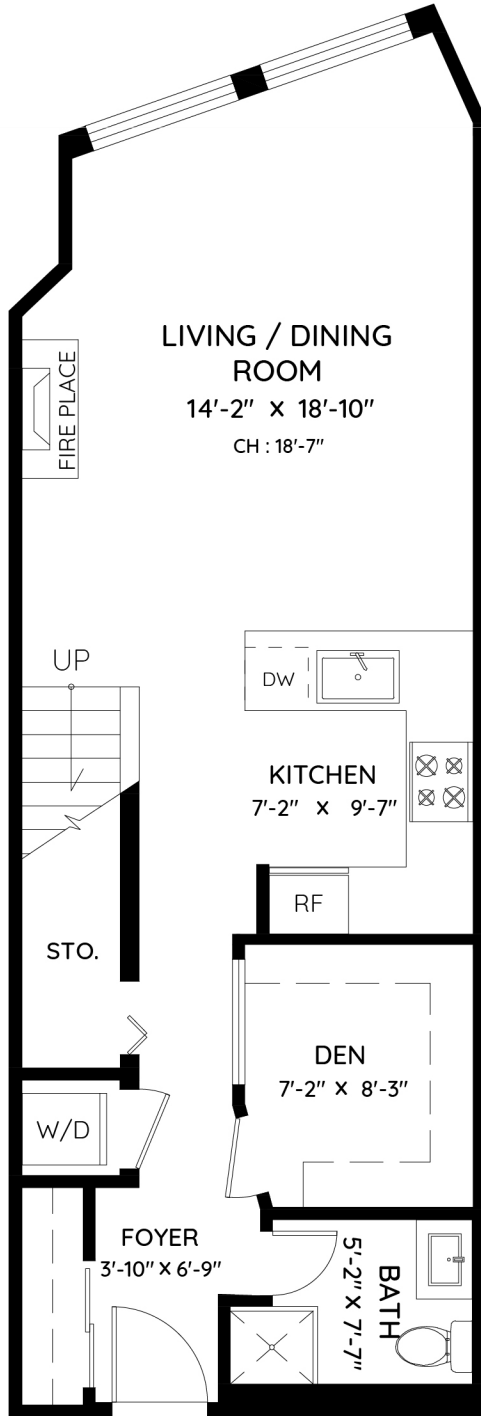 LIVING / DINING
ROOM
14'-2" X 18'-10"
CH : 18'-7"
FIRE PLACE
UP
DW
KITCHEN
7'-2" X 9'-7"
RF
STO.
DEN
7'-2" X 8'-3"
W/D
FOYER
3'-10" X 6'-9"
BATH
5'-2" X 7'-7"